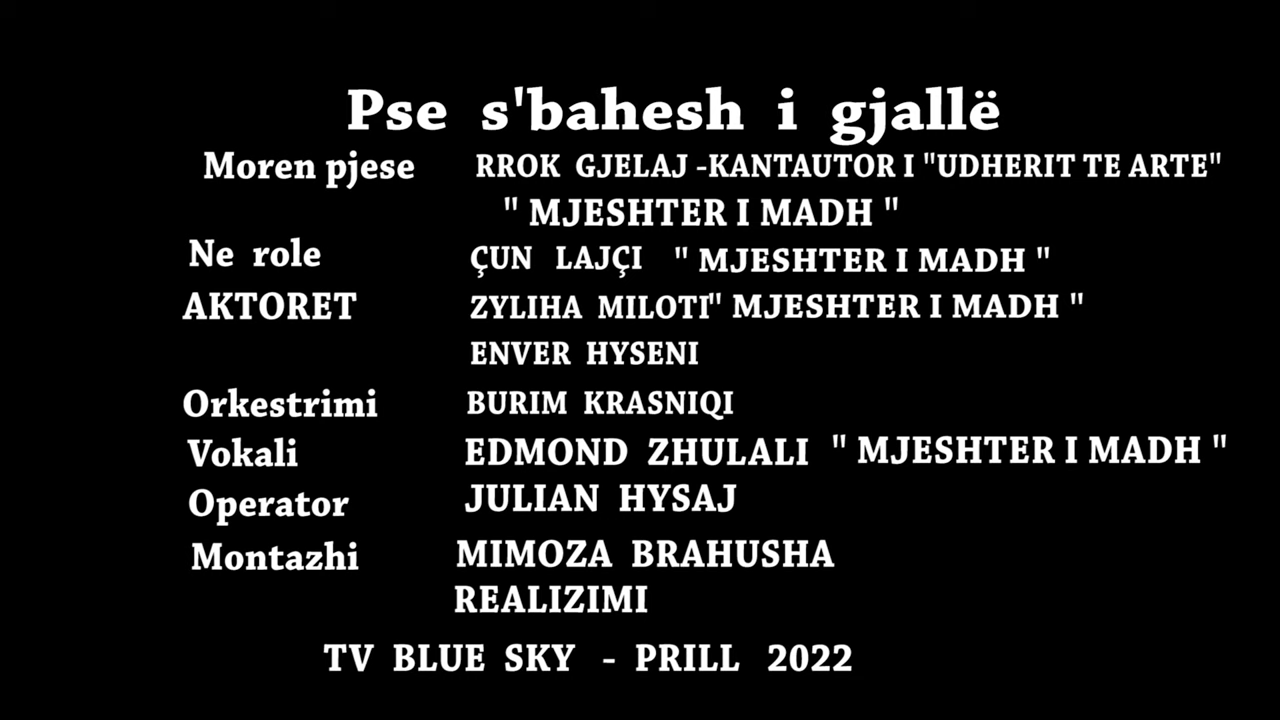 Pse s'bahesh i gjallë
Moren pjese RROK GJELAJ -KANTAUTOR I "UDHERIT TE ARTE"
" MJESHTER I MADH "
Ne role ÇUN LAJÇI " MJESHTER I MADH "
AKTORET ZYLIHA MILOTI" MJESHTER I MADH "
ENVER HYSENI
Orkestrimi BURIM KRASNIQI
Vokali EDMOND ZHULALI " MJESHTER I MADH "
Operator JULIAN HYSAJ
Montazhi MIMOZA BRAHUSHA
REALIZIMI
TV BLUE SKY - PRILL 2022